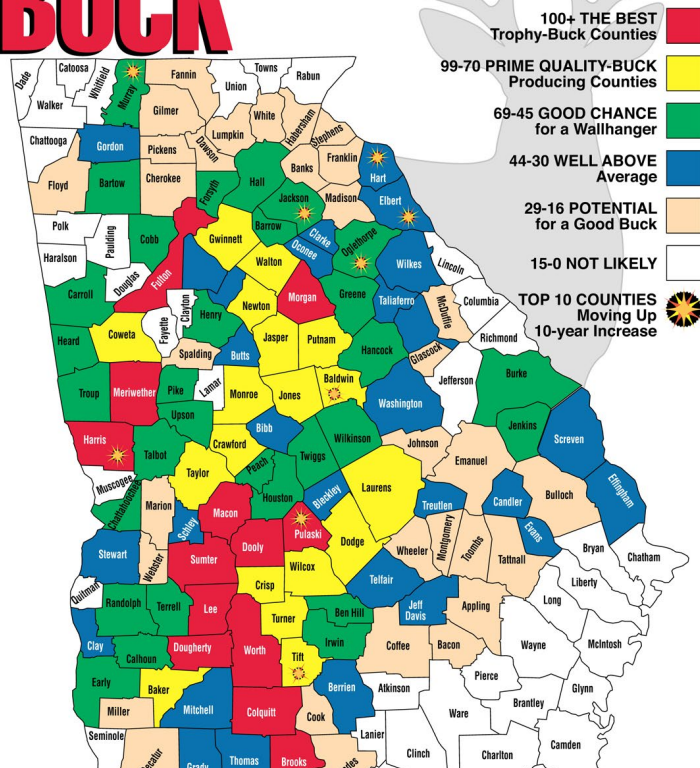 BUCK
100+ THE BEST
Trophy-Buck Counties
99-70 PRIME QUALITY-BUCK
Producing Counties
69-45 GOOD CHANCE
for a Wallhanger
44-30 WELL ABOVE
Average
29-16 POTENTIAL
for a Good Buck
15-0 NOT LIKELY
TOP 10 COUNTIES
Moving Up
10-year Increase
Dade
Catoosa
Whitfield
Murray
Fannin
Union
Towns
Rabun
Walker
Gilmer
White
Habersham
Stephens
Lumpkin
Chattooga
Gordon
Pickens
Dawson
Banks
Franklin
Hart
Floyd
Bartow
Cherokee
Forsyth
Hall
Jackson
Madison
Elbert
Polk
Paulding
Cobb
Gwinnett
Barrow
Clarke
Oconee
Oglethorpe
Haralson
Douglas
Fulton
Walton
Wilkes
Lincoln
Carroll
Clayton
Henry
Newton
Morgan
Greene
Taliaferro
McDuffie
Columbia
Heard
Coweta
Fayette
Spalding
Butts
Jasper
Putnam
Hancock
Glascock
Richmond
Troup
Meriwether
Pike
Lamar
Monroe
Jones
Baldwin
Washington
Jefferson
Burke
Upson
Harris
Talbot
Crawford
Bibb
Wilkinson
Johnson
Jenkins
Screven
Muscogee
Chattahoochee
Taylor
Peach
Twiggs
Houston
Bleckley
Laurens
Emanuel
Treutlen
Candler
Bulloch
Effingham
Marion
Schley
Macon
Pulaski
Dodge
Wheeler
Montgomery
Toombs
Tattnall
Evans
Bryan
Chatham
Stewart
Webster
Sumter
Dooly
Wilcox
Telfair
Liberty
Quitman
Randolph
Terrell
Lee
Crisp
Turner
Ben Hill
Jeff
Davis
Appling
Long
Clay
Calhoun
Dougherty
Worth
Tift
Irwin
Coffee
Bacon
Wayne
McIntosh
Early
Baker
Mitchell
Berrien
Atkinson
Pierce
Brantley
Glynn
Miller
Colquitt
Cook
Ware
Seminole
Lanier
Clinch
Charlton
Camden
Grady
Thomas
Brooks